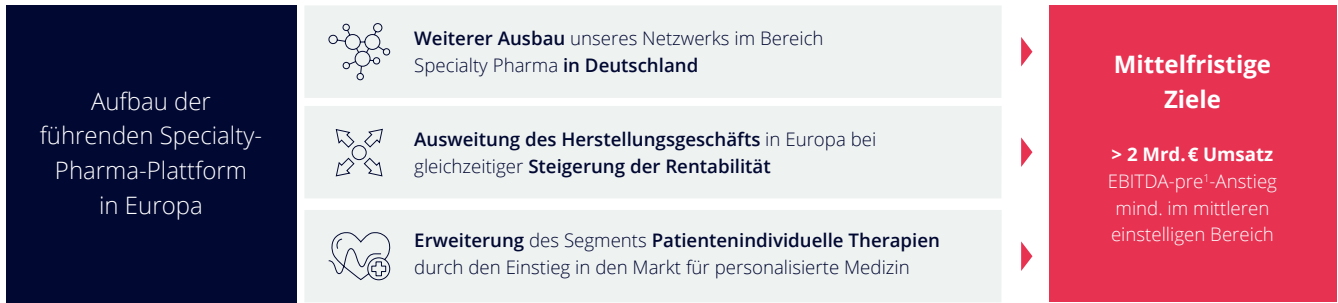 Aufbau der
führenden Specialty-
Pharma-Plattform
in Europa
Weiterer Ausbau unseres Netzwerks im Bereich
Specialty Pharma in Deutschland
Ausweitung des Herstellungsgeschäfts in Europa bei
gleichzeitiger Steigerung der Rentabilität
Erweiterung des Segments Patientenindividuelle Therapien
durch den Einstieg in den Markt für personalisierte Medizin
Mittelfristige
Ziele
> 2 Mrd. € Umsatz
EBITDA-pre¹-Anstieg
mind. im mittleren
einstelligen Bereich